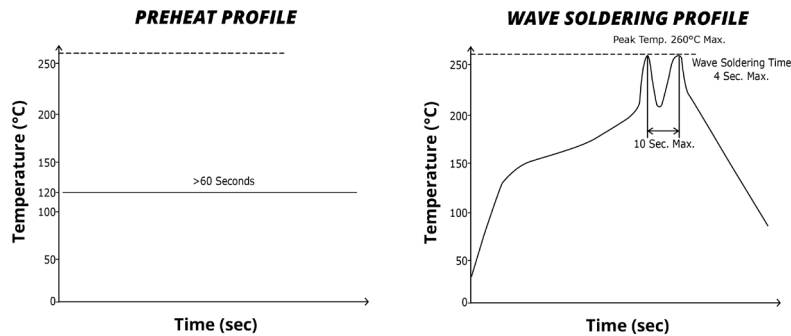 PREHEAT PROFILE
Temperature (°C)
250
200
150
120
100
50
0
>60 Seconds
Time (sec)
WAVE SOLDERING PROFILE
Peak Temp. 260°C Max.
Wave Soldering Time
4 Sec. Max.
10 Sec. Max.
Temperature (°C)
250
200
150
100
50
0
Time (sec)